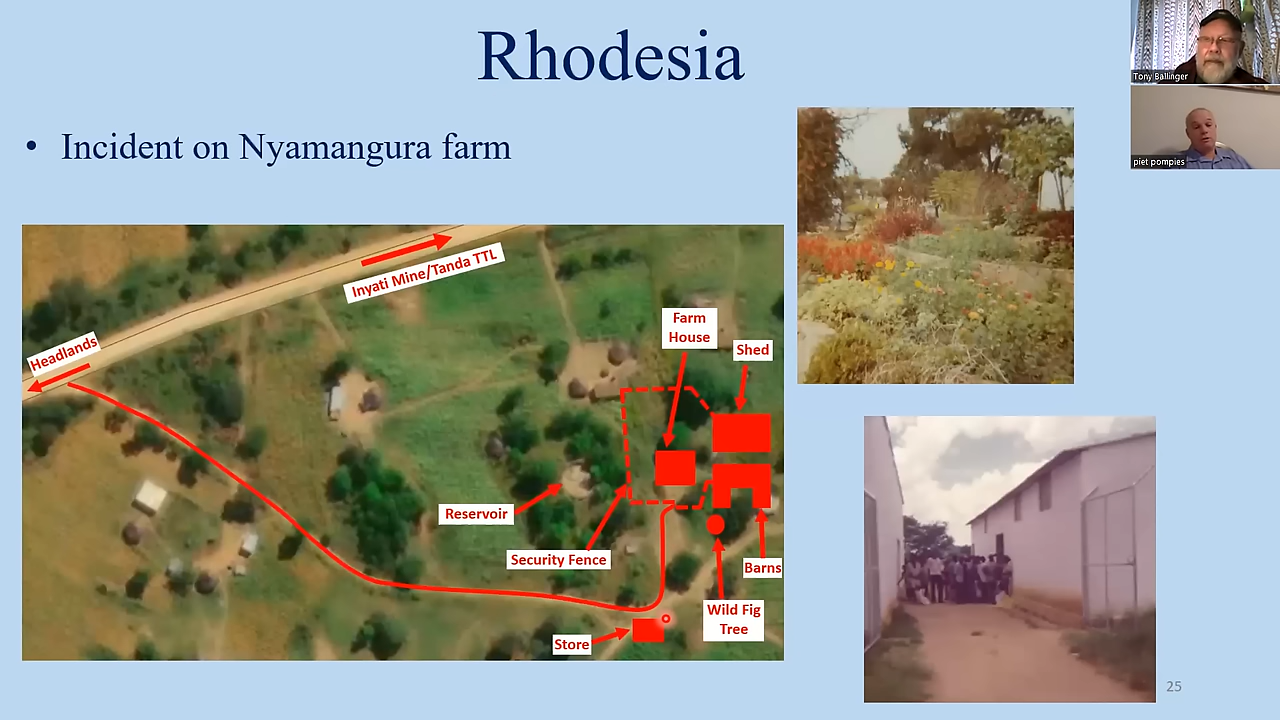 Rhodesia
• Incident on Nyamangura farm
Tony Ballinger
piet pompies
Inyati Mine/Tanda TTL
Headlands
Farm
House
Shed
Reservoir
Security Fence
Barns
Wild Fig
Tree
Store
25